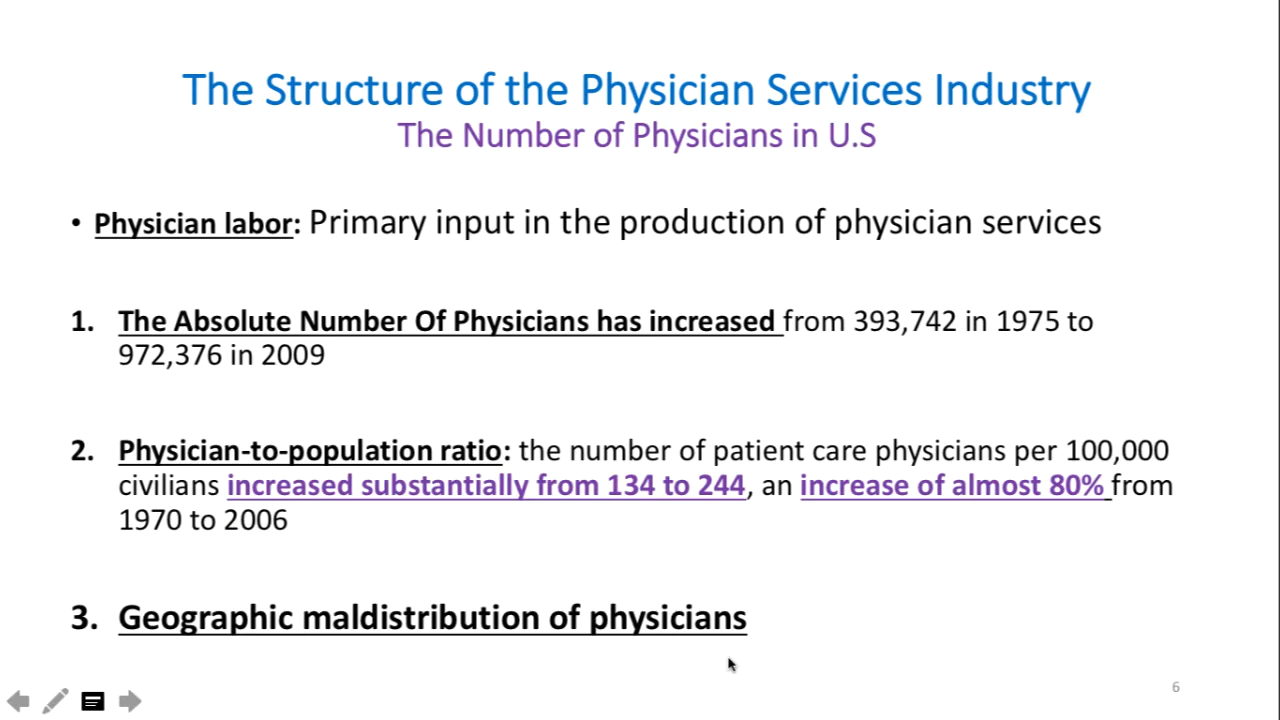 The Structure of the Physician Services Industry
The Number of Physicians in U.S
• Physician labor: Primary input in the production of physician services
1. The Absolute Number Of Physicians has increased from 393,742 in 1975 to
972,376 in 2009
2. Physician-to-population ratio: the number of patient care physicians per 100,000
civilians increased substantially from 134 to 244, an increase of almost 80% from
1970 to 2006
3. Geographic maldistribution of physicians
6